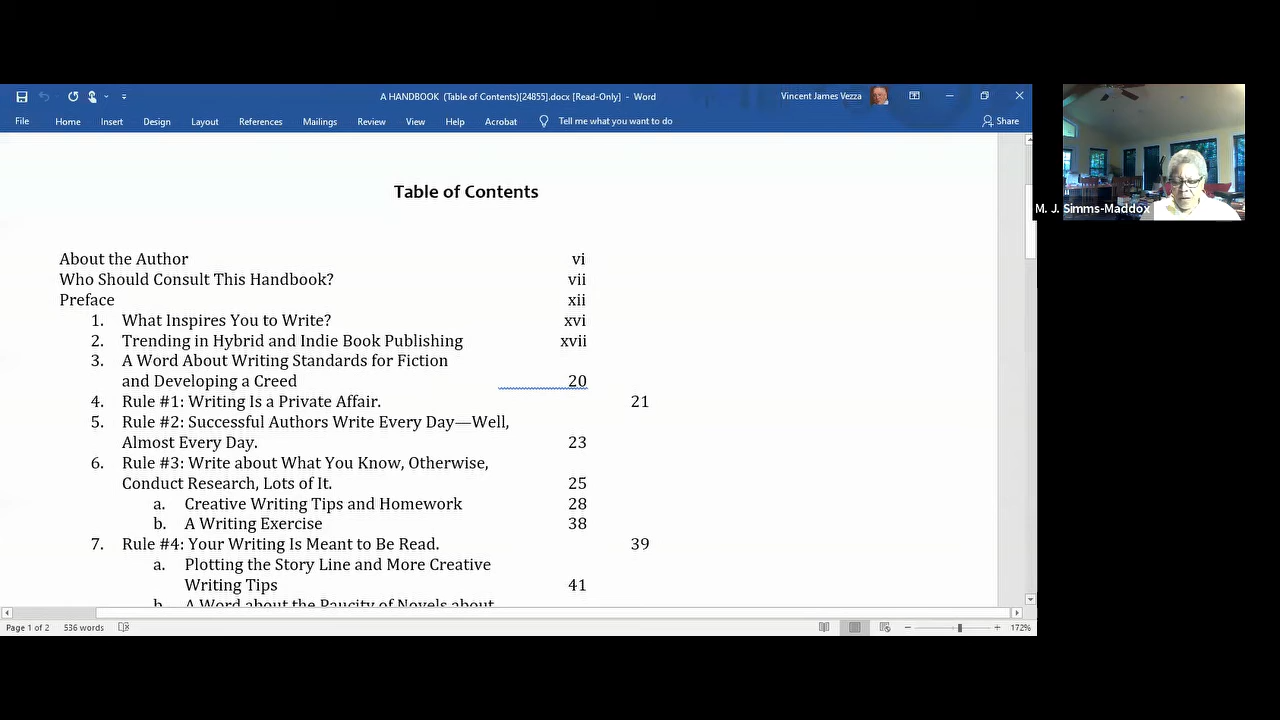 A HANDBOOK (Table of Contents)[24855].docx [Read-Only] - Word
Vincent James Vezza
File Home Insert Design Layout References Mailings Review View Help Acrobat Tell me what you want to do Share
M. J. Simms-Maddox
Table of Contents
About the Author vi
Who Should Consult This Handbook? vii
Preface xii
1. What Inspires You to Write? xvi
2. Trending in Hybrid and Indie Book Publishing xvii
3. A Word About Writing Standards for Fiction
and Developing a Creed 20
4. Rule #1: Writing Is a Private Affair. 21
5. Rule #2: Successful Authors Write Every Day—Well,
Almost Every Day. 23
6. Rule #3: Write about What You Know, Otherwise,
Conduct Research, Lots of It. 25
a. Creative Writing Tips and Homework 28
b. A Writing Exercise 38
7. Rule #4: Your Writing Is Meant to Be Read. 39
a. Plotting the Story Line and More Creative
Writing Tips 41
b. A Word about the Paucity of Novels about
Page 1 of 2 536 words 172%